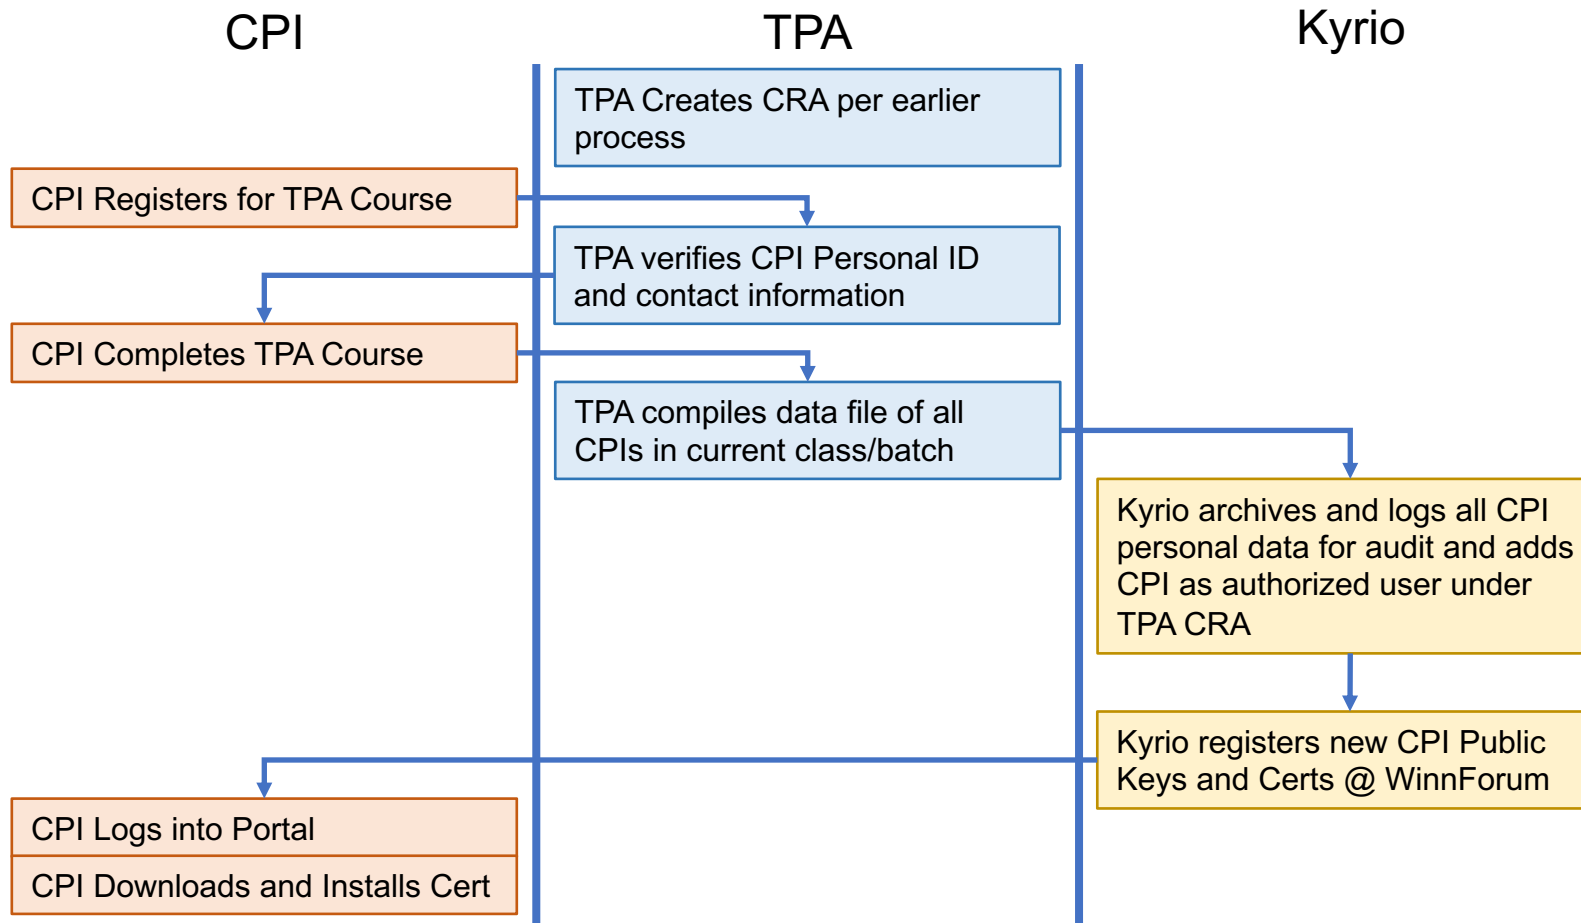 CPI
TPA
Kyrio
TPA Creates CRA per earlier
process
CPI Registers for TPA Course
TPA verifies CPI Personal ID
and contact information
CPI Completes TPA Course
TPA compiles data file of all
CPIs in current class/batch
Kyrio archives and logs all CPI
personal data for audit and adds
CPI as authorized user under
TPA CRA
Kyrio registers new CPI Public
Keys and Certs @ WinnForum
CPI Logs into Portal
CPI Downloads and Installs Cert